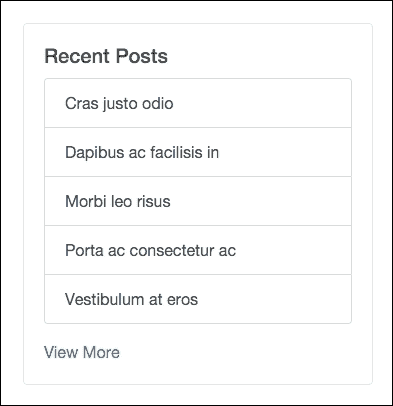 Recent Posts
Cras justo odio
Dapibus ac facilisis in
Morbi leo risus
Porta ac consectetur ac
Vestibulum at eros
View More